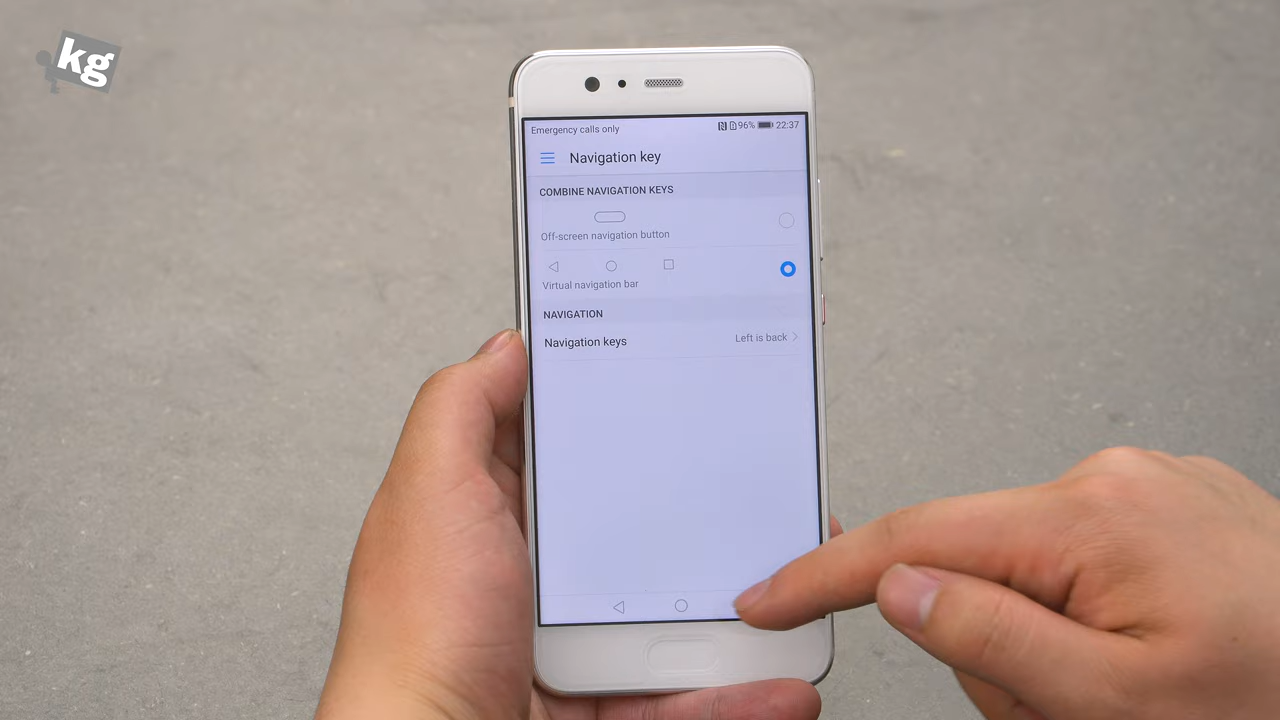 kg
Emergency calls only
96% 22:37
Navigation key
COMBINE NAVIGATION KEYS
Off-screen navigation button
Virtual navigation bar
NAVIGATION
Navigation keys
Left is back